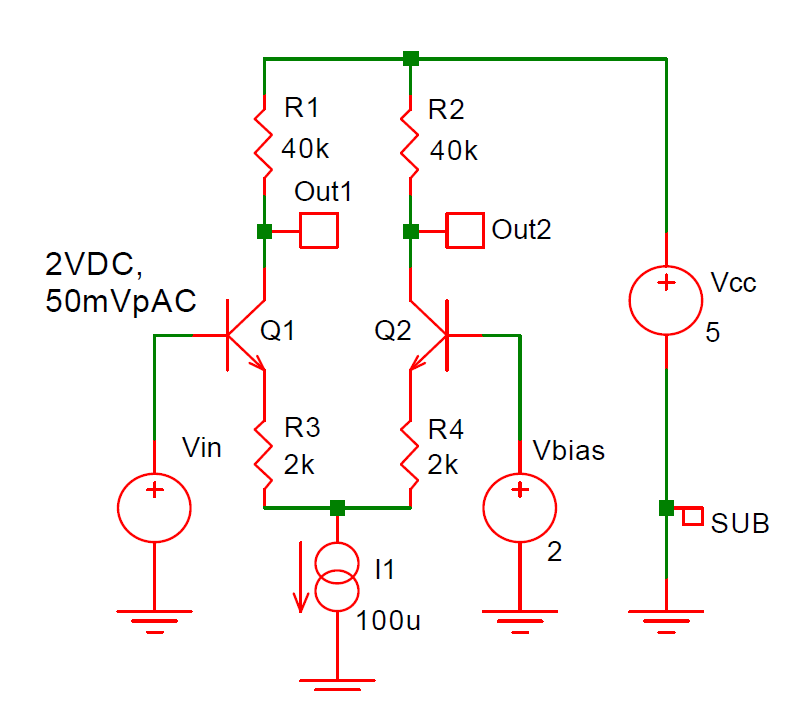 R1
40k
R2
40k
Out1
Out2
2VDC,
50mVpAC
Q1
Q2
Vcc
5
Vin
R3
2k
R4
2k
Vbias
2
SUB
I1
100u